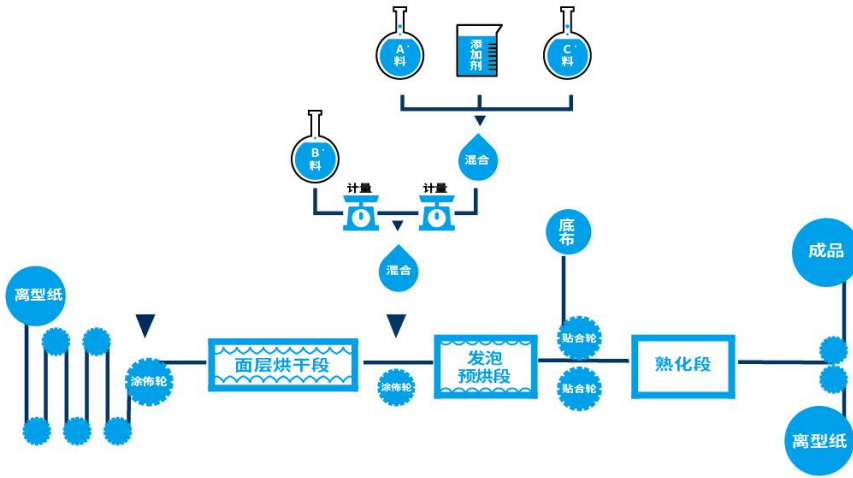 A
料
添
加
剂
C
料
B
料
混合
计量
计量
混合
底
布
成品
离型纸
涂佈轮
面层烘干段
涂佈轮
发泡
预烘段
贴合轮
贴合轮
熟化段
离型纸